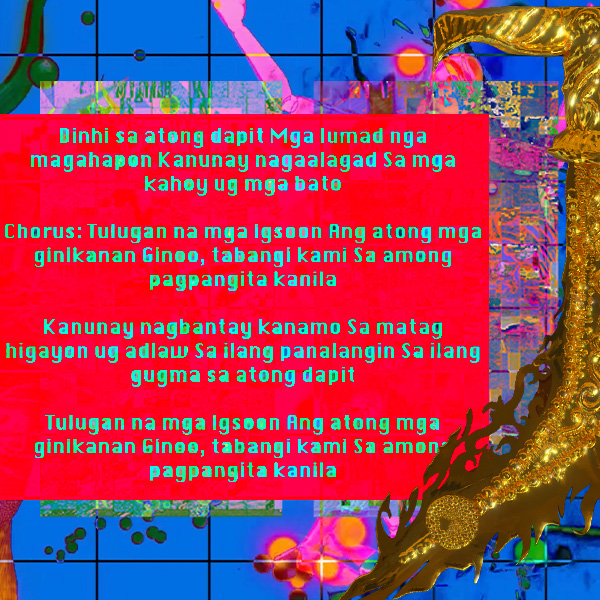 Binhi sa atong dapit Mga lumad nga
magahapon Kanunay nagaalagad Sa mga
kahoy ug mga bato
Chorus: Tulugan na mga Igsoon Ang atong mga
ginikanan Ginoo, tabangi kami Sa among
pagpangita kanila
Kanunay nagbantay kanamo Sa matag
higayon ug adlaw Sa ilang panalangin Sa ilang
gugma sa atong dapit
Tulugan na mga Igsoon Ang atong mga
ginikanan Ginoo, tabangi kami Sa among
pagpangita kanila